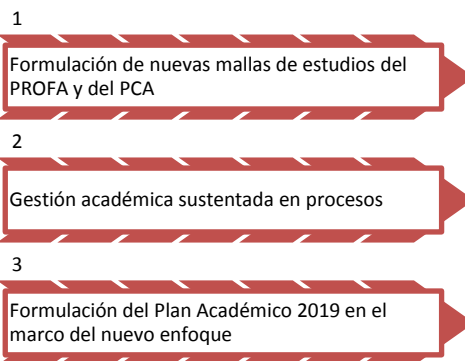 1
Formulación de nuevas mallas de estudios del
PROFA y del PCA
2
Gestión académica sustentada en procesos
3
Formulación del Plan Académico 2019 en el
marco del nuevo enfoque